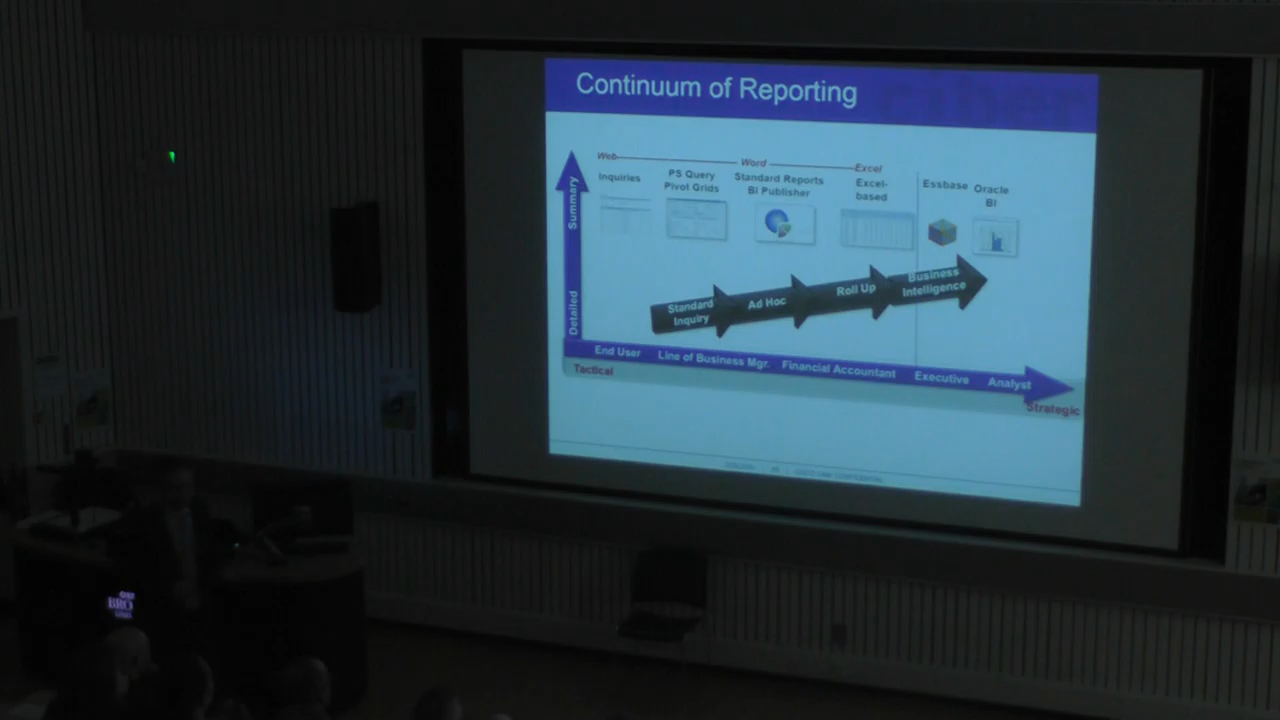 Continuum of Reporting
Web Word Excel
Inquiries
PS Query
Pivot Grids
Standard Reports
BI Publisher
Excel-
based
Essbase
Oracle
BI
Summary
Detailed
Standard
Inquiry
Ad Hoc
Roll Up
Business
Intelligence
End User Line of Business Mgr. Financial Accountant Executive Analyst
Tactical
Strategic